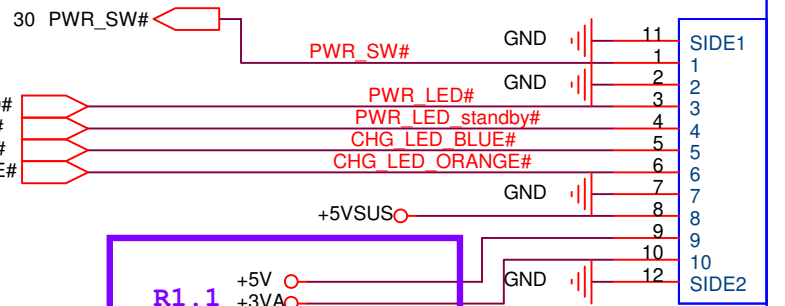 30 PWR_SW#
GND 11 SIDE1
PWR_SW# 1 1
GND 2 2
# PWR_LED# 3 3
# PWR_LED_standby# 4 4
# CHG_LED_BLUE# 5 5
E# CHG_LED_ORANGE# 6 6
GND 7 7
+5VSUS 8 8
9 9
10 10
+5V GND 12 SIDE2
R1.1 +3VA